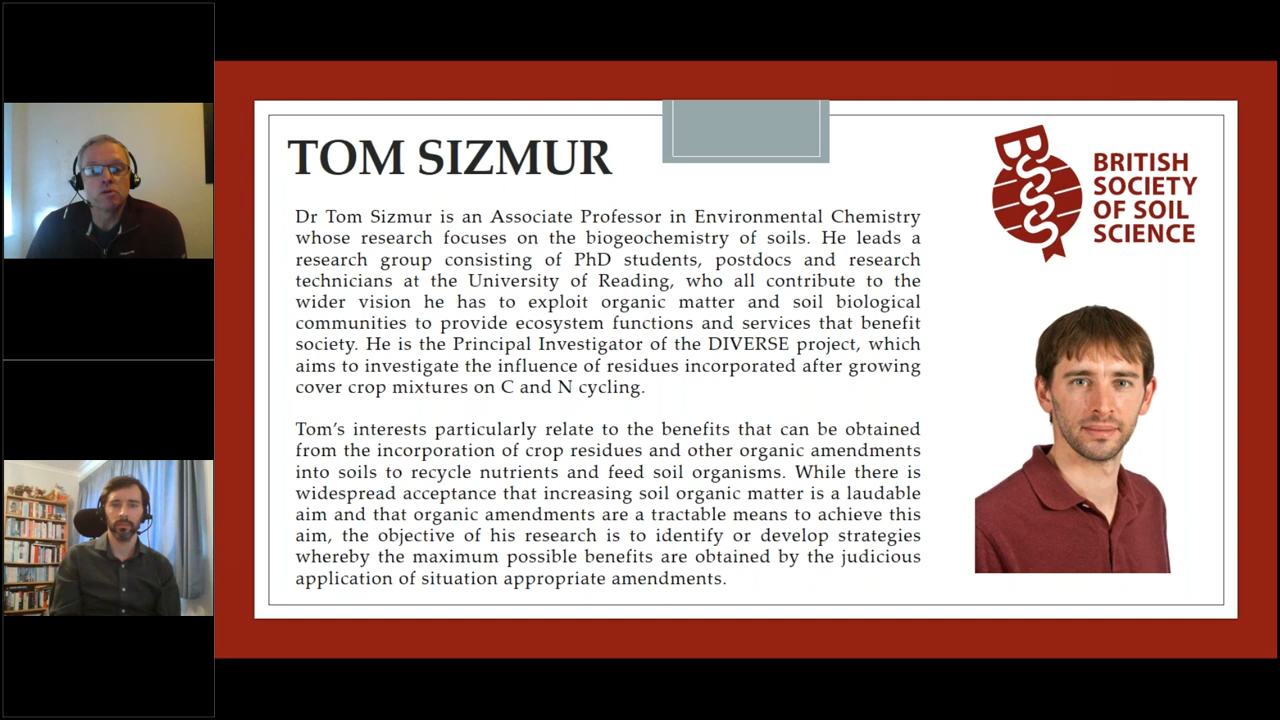 TOM SIZMUR
Dr Tom Sizmur is an Associate Professor in Environmental Chemistry
whose research focuses on the biogeochemistry of soils. He leads a
research group consisting of PhD students, postdocs and research
technicians at the University of Reading, who all contribute to the
wider vision he has to exploit organic matter and soil biological
communities to provide ecosystem functions and services that benefit
society. He is the Principal Investigator of the DIVERSE project, which
aims to investigate the influence of residues incorporated after growing
cover crop mixtures on C and N cycling.
Tom's interests particularly relate to the benefits that can be obtained
from the incorporation of crop residues and other organic amendments
into soils to recycle nutrients and feed soil organisms. While there is
widespread acceptance that increasing soil organic matter is a laudable
aim and that organic amendments are a tractable means to achieve this
aim, the objective of his research is to identify or develop strategies
whereby the maximum possible benefits are obtained by the judicious
application of situation appropriate amendments.
BSSS
BRITISH
SOCIETY
OF SOIL
SCIENCE